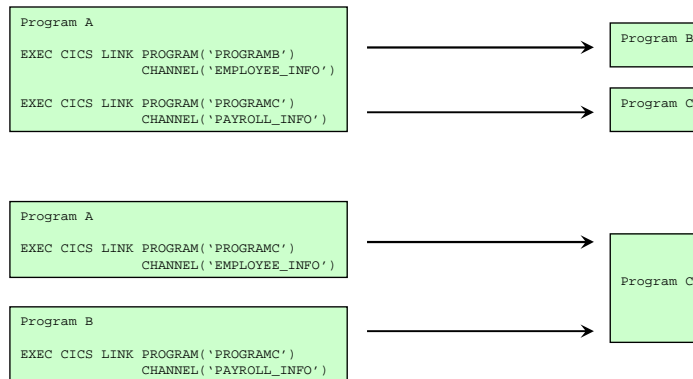 Program A
EXEC CICS LINK PROGRAM(‘PROGRAMB’)
CHANNEL(‘EMPLOYEE_INFO’)
EXEC CICS LINK PROGRAM(‘PROGRAMC’)
CHANNEL(‘PAYROLL_INFO’)
Program B
Program C
Program A
EXEC CICS LINK PROGRAM(‘PROGRAMC’)
CHANNEL(‘EMPLOYEE_INFO’)
Program B
EXEC CICS LINK PROGRAM(‘PROGRAMC’)
CHANNEL(‘PAYROLL_INFO’)
Program C